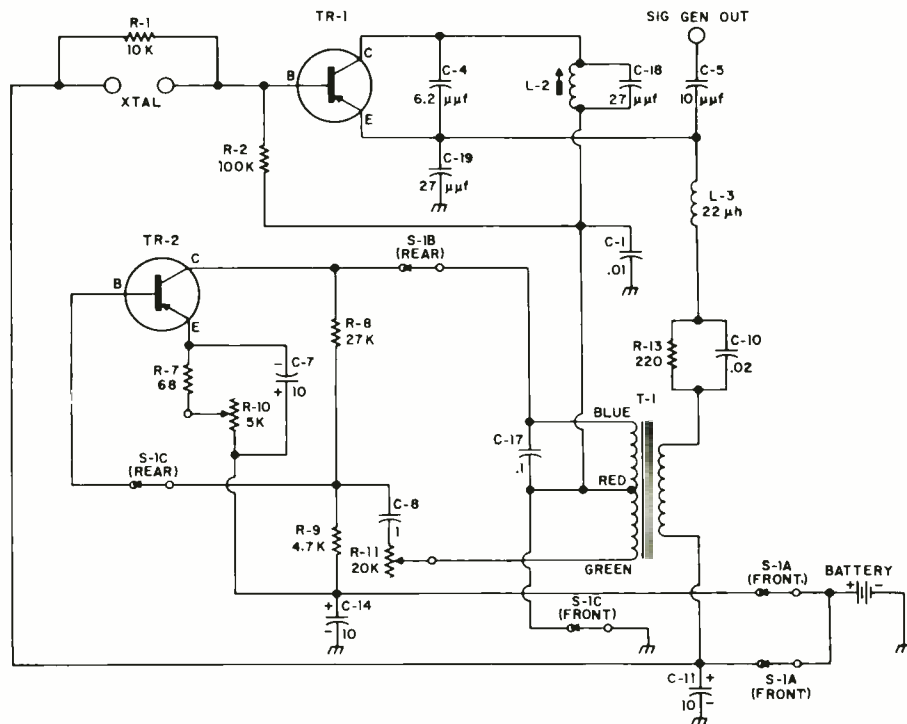 R-1
10K
XTAL
TR-1
B
C
E
C-4
6.2 μμf
L-2
C-18
27 μμf
SIG GEN OUT
C-5
10 μμf
R-2
100K
C-19
27 μμf
L-3
22 μh
C-1
.01
TR-2
B
C
E
S-1B
(REAR)
R-8
27K
R-7
68
C-7
- +
10
R-10
5K
R-13
220
C-10
.02
T-1
BLUE
C-17
.1
RED
GREEN
S-1C
(REAR)
C-8
1
R-9
4.7K
R-11
20K
S-1A
(FRONT)
BATTERY
+ -
+ C-14
- 10
S-1C
(FRONT)
C-11 +
10 -
S-1A
(FRONT)